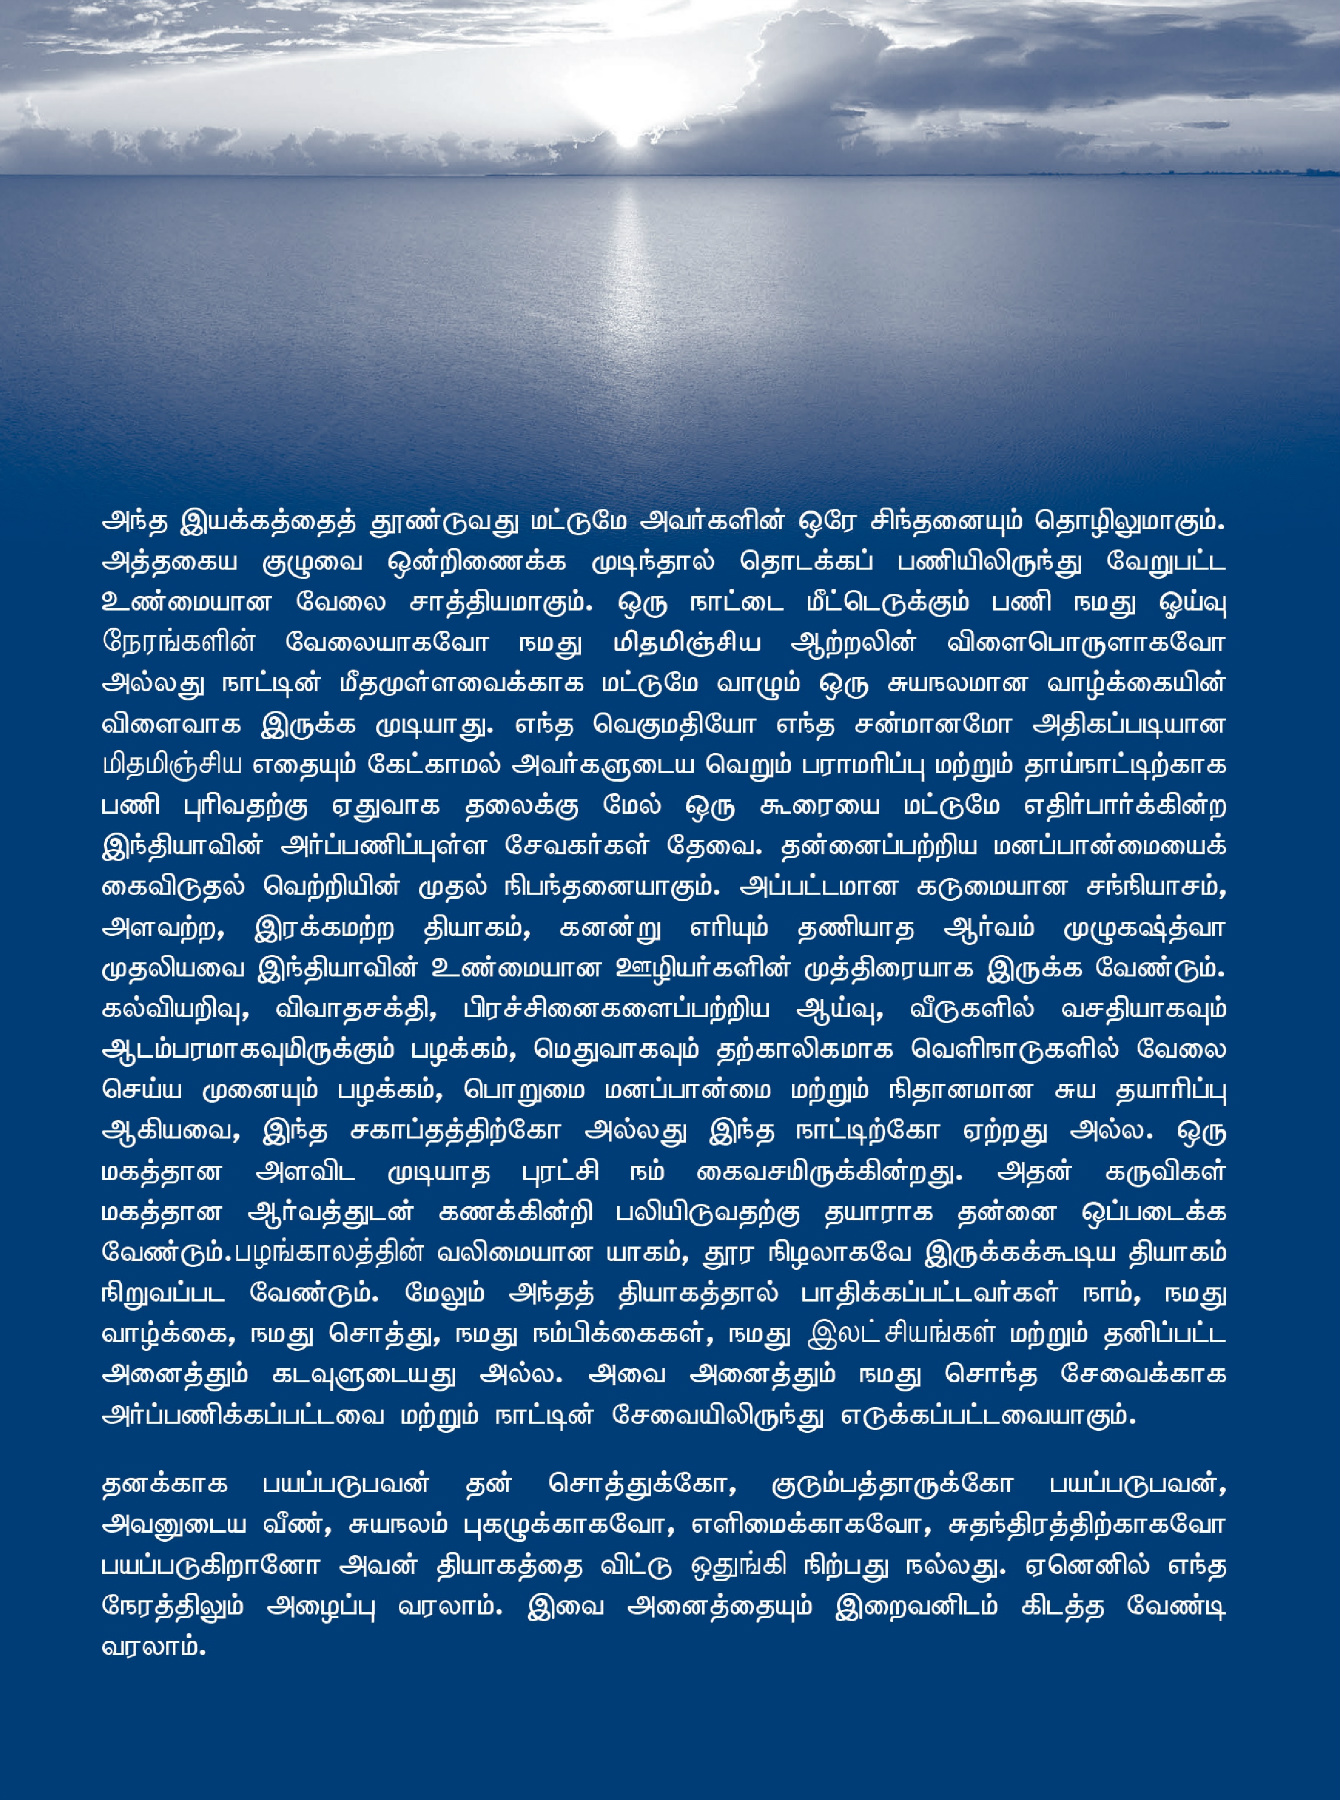 அந்த இயக்கத்தைத் தூண்டுவது மட்டுமே அவர்களின் ஒரே சிந்தனையும் தொழிலுமாகும்.
அத்தகைய குழுவை ஒன்றிணைக்க முடிந்தால் தொடக்கப் பணியிலிருந்து வேறுபட்ட
உண்மையான வேலை சாத்தியமாகும். ஒரு நாட்டை மீட்டெடுக்கும் பணி நமது ஓய்வு
நேரங்களின் வேலையாகவோ நமது மிதமிஞ்சிய ஆற்றலின் விளைபொருளாகவோ
அல்லது நாட்டின் மீதமுள்ளவைக்காக மட்டுமே வாழும் ஒரு சுயநலமான வாழ்க்கையின்
விளைவாக இருக்க முடியாது. எந்த வெகுமதியோ எந்த சன்மானமோ அதிகப்படியான
மிதமிஞ்சிய எதையும் கேட்காமல் அவர்களுடைய வெறும் பராமரிப்பு மற்றும் தாய்நாட்டிற்காக
பணி புரிவதற்கு ஏதுவாக தலைக்கு மேல் ஒரு கூரையை மட்டுமே எதிர்பார்க்கின்ற
இந்தியாவின் அர்ப்பணிப்புள்ள சேவகர்கள் தேவை. தன்னைப்பற்றிய மனப்பான்மையைக்
கைவிடுதல் வெற்றியின் முதல் நிபந்தனையாகும். அப்பட்டமான கடுமையான சந்நியாசம்,
அளவற்ற, இரக்கமற்ற தியாகம், கனன்று எரியும் தணியாத ஆர்வம் முழுகஷ்த்வா
முதலியவை இந்தியாவின் உண்மையான ஊழியர்களின் முத்திரையாக இருக்க வேண்டும்.
கல்வியறிவு, விவாதசக்தி, பிரச்சினைகளைப்பற்றிய ஆய்வு, வீடுகளில் வசதியாகவும்
ஆடம்பரமாகவுமிருக்கும் பழக்கம், மெதுவாகவும் தற்காலிகமாக வெளிநாடுகளில் வேலை
செய்ய முனையும் பழக்கம், பொறுமை மனப்பான்மை மற்றும் நிதானமான சுய தயாரிப்பு
ஆகியவை, இந்த சகாப்தத்திற்கோ அல்லது இந்த நாட்டிற்கோ ஏற்றது அல்ல. ஒரு
மகத்தான அளவிட முடியாத புரட்சி நம் கைவசமிருக்கின்றது. அதன் கருவிகள்
மகத்தான ஆர்வத்துடன் கணக்கின்றி பலியிடுவதற்கு தயாராக தன்னை ஒப்படைக்க
வேண்டும்.பழங்காலத்தின் வலிமையான யாகம், தூர நிழலாகவே இருக்கக்கூடிய தியாகம்
நிறுவப்பட வேண்டும். மேலும் அந்தத் தியாகத்தால் பாதிக்கப்பட்டவர்கள் நாம், நமது
வாழ்க்கை, நமது சொத்து, நமது நம்பிக்கைகள், நமது இலட்சியங்கள் மற்றும் தனிப்பட்ட
அனைத்தும் கடவுளுடையது அல்ல. அவை அனைத்தும் நமது சொந்த சேவைக்காக
அர்ப்பணிக்கப்பட்டவை மற்றும் நாட்டின் சேவையிலிருந்து எடுக்கப்பட்டவையாகும்.
தனக்காக பயப்படுபவன் தன் சொத்துக்கோ, குடும்பத்தாருக்கோ பயப்படுபவன்,
அவனுடைய வீண், சுயநலம் புகழுக்காகவோ, எளிமைக்காகவோ, சுதந்திரத்திற்காகவோ
பயப்படுகிறானோ அவன் தியாகத்தை விட்டு ஒதுங்கி நிற்பது நல்லது. ஏனெனில் எந்த
நேரத்திலும் அழைப்பு வரலாம். இவை அனைத்தையும் இறைவனிடம் கிடத்த வேண்டி
வரலாம்.